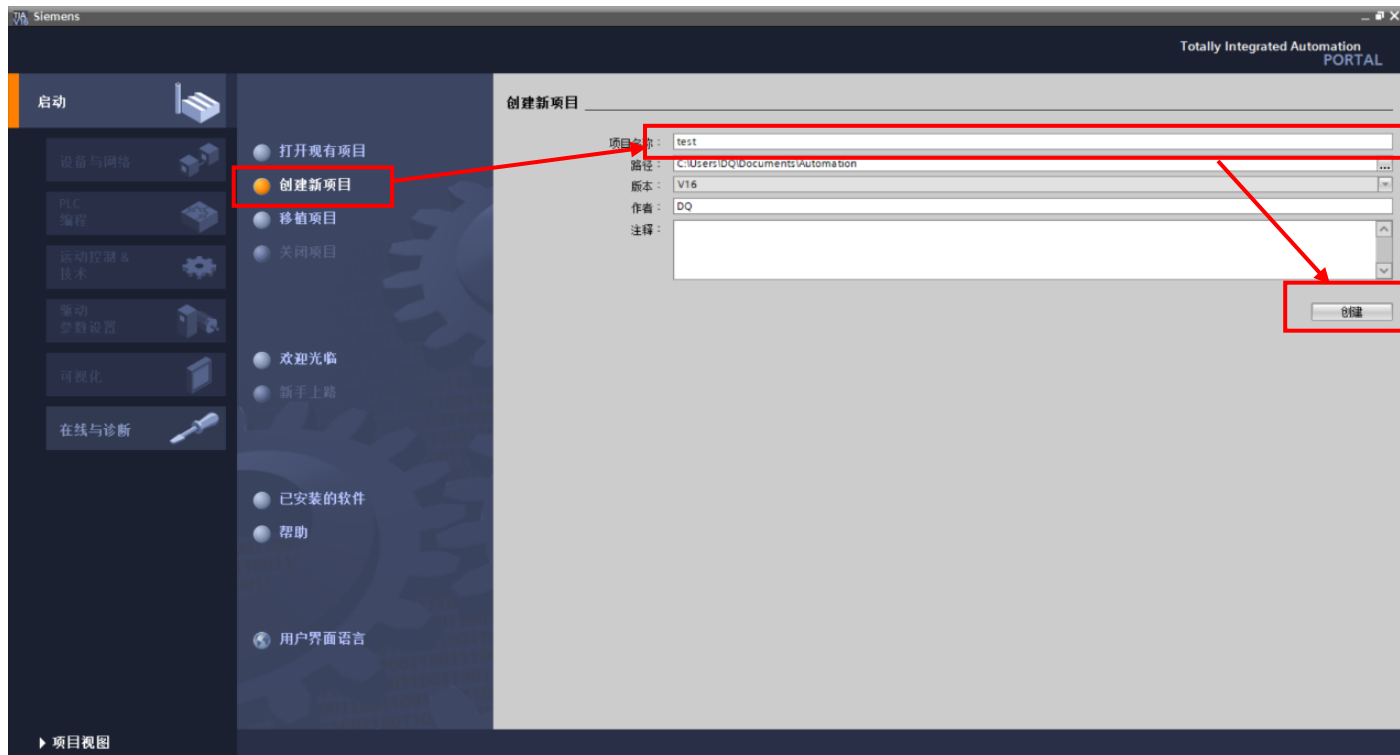 Siemens
Totally Integrated Automation
PORTAL
启动
设备与网络
PLC
编程
运动控制 &
技术
驱动
参数设置
可视化
在线与诊断
打开现有项目
创建新项目
移植项目
关闭项目
欢迎光临
新手上路
已安装的软件
帮助
用户界面语言
创建新项目
项目名称： test
路径： C:\Users\DQ\Documents\Automation ...
版本： V16
作者： DQ
注释：
创建
项目视图